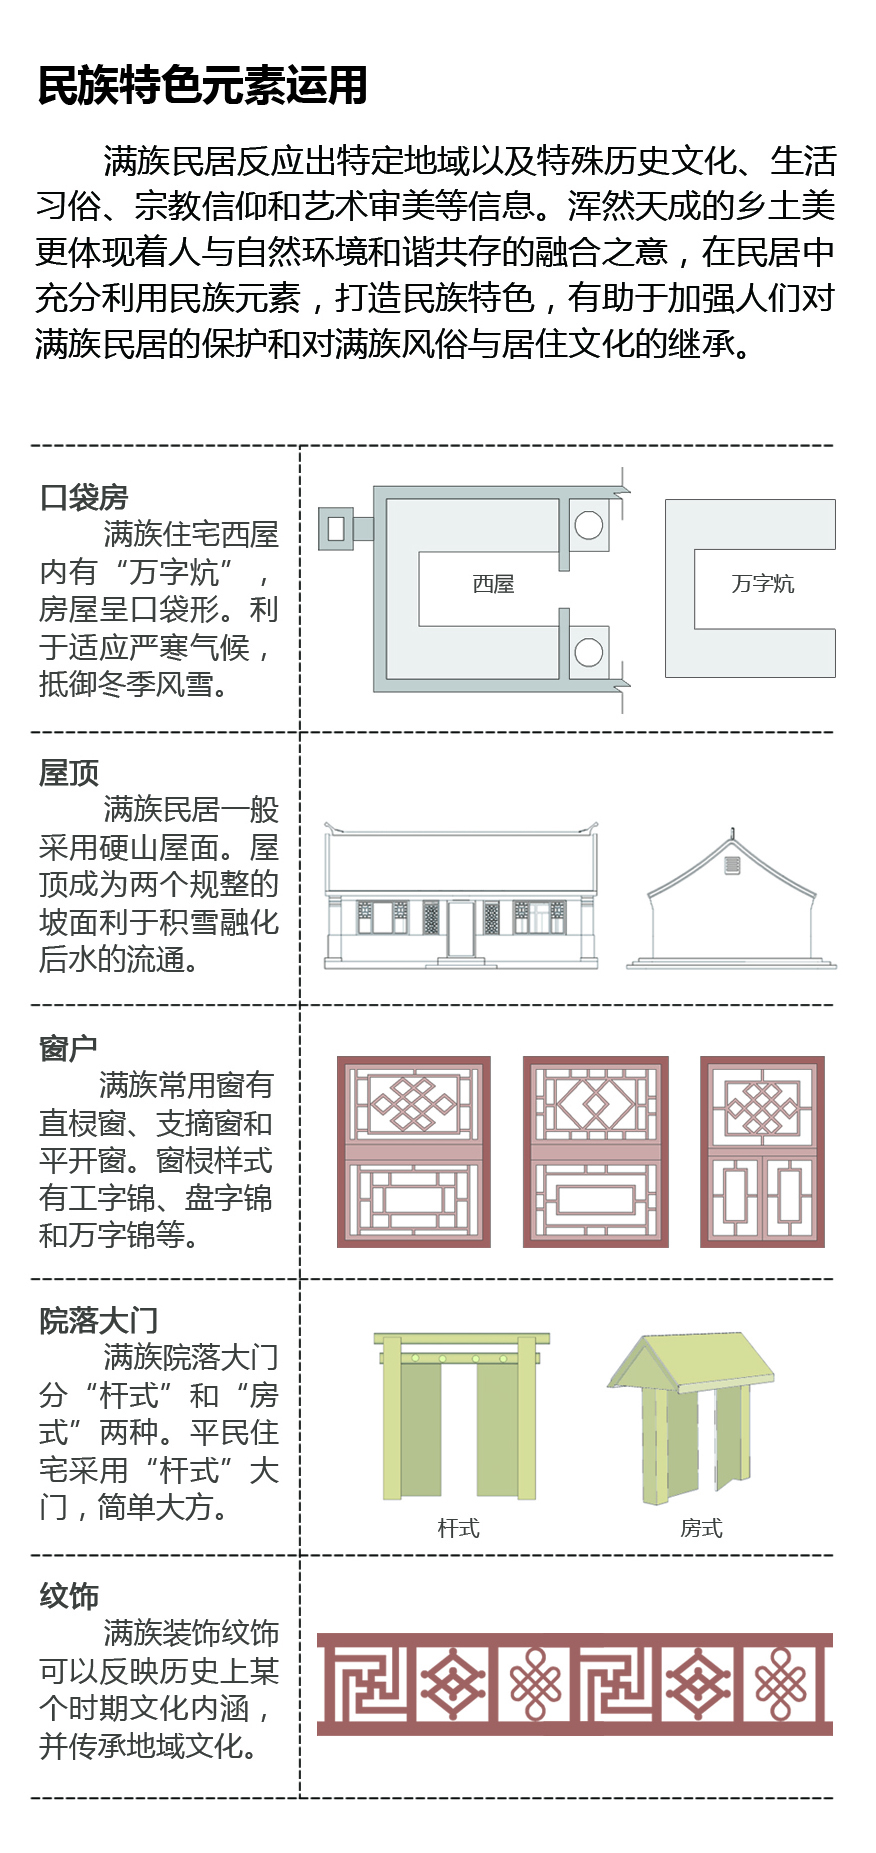 民族特色元素运用
满族民居反应出特定地域以及特殊历史文化、生活
习俗、宗教信仰和艺术审美等信息。浑然天成的乡土美
更体现着人与自然环境和谐共存的融合之意，在民居中
充分利用民族元素，打造民族特色，有助于加强人们对
满族民居的保护和对满族风俗与居住文化的继承。
口袋房
满族住宅西屋
内有“万字炕”，
房屋呈口袋形。利
于适应严寒气候，
抵御冬季风雪。
西屋
万字炕
屋顶
满族民居一般
采用硬山屋面。屋
顶成为两个规整的
坡面利于积雪融化
后水的流通。
窗户
满族常用窗有
直棂窗、支摘窗和
平开窗。窗棂样式
有工字锦、盘字锦
和万字锦等。
院落大门
满族院落大门
分“杆式”和“房
式”两种。平民住
宅采用“杆式”大
门，简单大方。
杆式
房式
纹饰
满族装饰纹饰
可以反映历史上某
个时期文化内涵，
并传承地域文化。